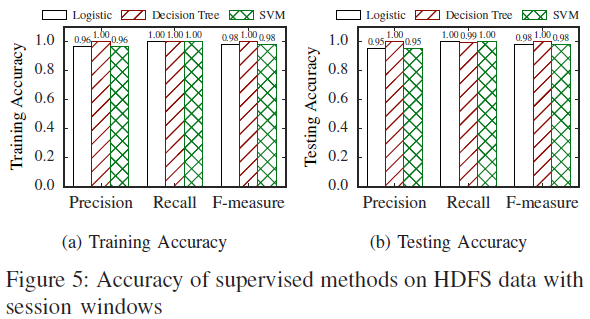 Logistic Decision Tree SVM
Training Accuracy
1.0
0.8
0.6
0.4
0.2
0.0
0.96 1.00 0.96 1.00 1.00 1.00 0.98 1.00 0.98
Precision Recall F-measure
(a) Training Accuracy
Logistic Decision Tree SVM
Testing Accuracy
1.0
0.8
0.6
0.4
0.2
0.0
0.95 1.00 0.95 1.00 0.99 1.00 0.98 1.00 0.98
Precision Recall F-measure
(b) Testing Accuracy
Figure 5: Accuracy of supervised methods on HDFS data with
session windows